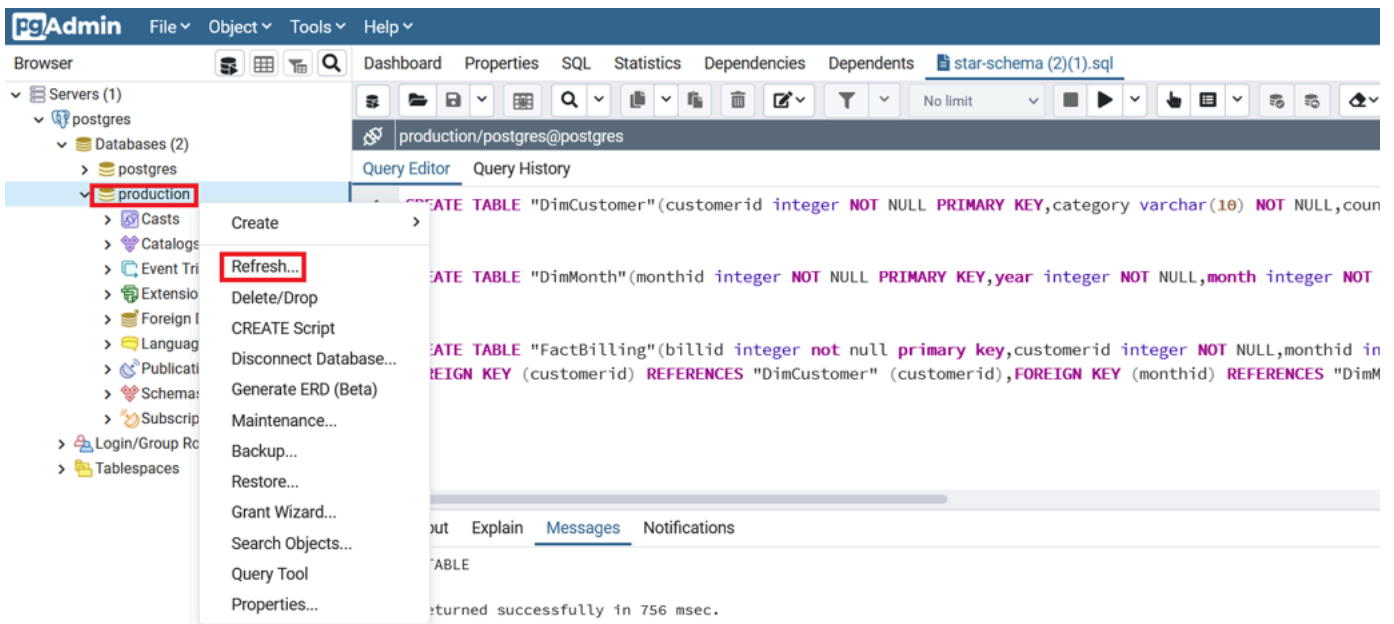 pgAdmin File Object Tools Help
Browser
Dashboard Properties SQL Statistics Dependencies Dependents star-schema (2)(1).sql
Servers (1)
No limit
postgres
production/postgres@postgres
Databases (2)
postgres
Query Editor Query History
production
CREATE TABLE "DimCustomer"(customerid integer NOT NULL PRIMARY KEY,category varchar(10) NOT NULL,coun
Casts
Catalogs
Event Tri
Extensio
Foreign
Languag
Publicati
Schemas
Subscrip
Login/Group Ro
Tablespaces
Create
Refresh...
Delete/Drop
CREATE Script
Disconnect Database...
Generate ERD (Beta)
Maintenance...
Backup...
Restore...
Grant Wizard...
Search Objects...
Query Tool
Properties...
EATE TABLE "DimMonth"(monthid integer NOT NULL PRIMARY KEY,year integer NOT NULL,month integer NOT
EATE TABLE "FactBilling"(billid integer not null primary key,customerid integer NOT NULL,monthid in
REIGN KEY (customerid) REFERENCES "DimCustomer" (customerid),FOREIGN KEY (monthid) REFERENCES "DimM
out Explain Messages Notifications
TABLE
eturned successfully in 756 msec.